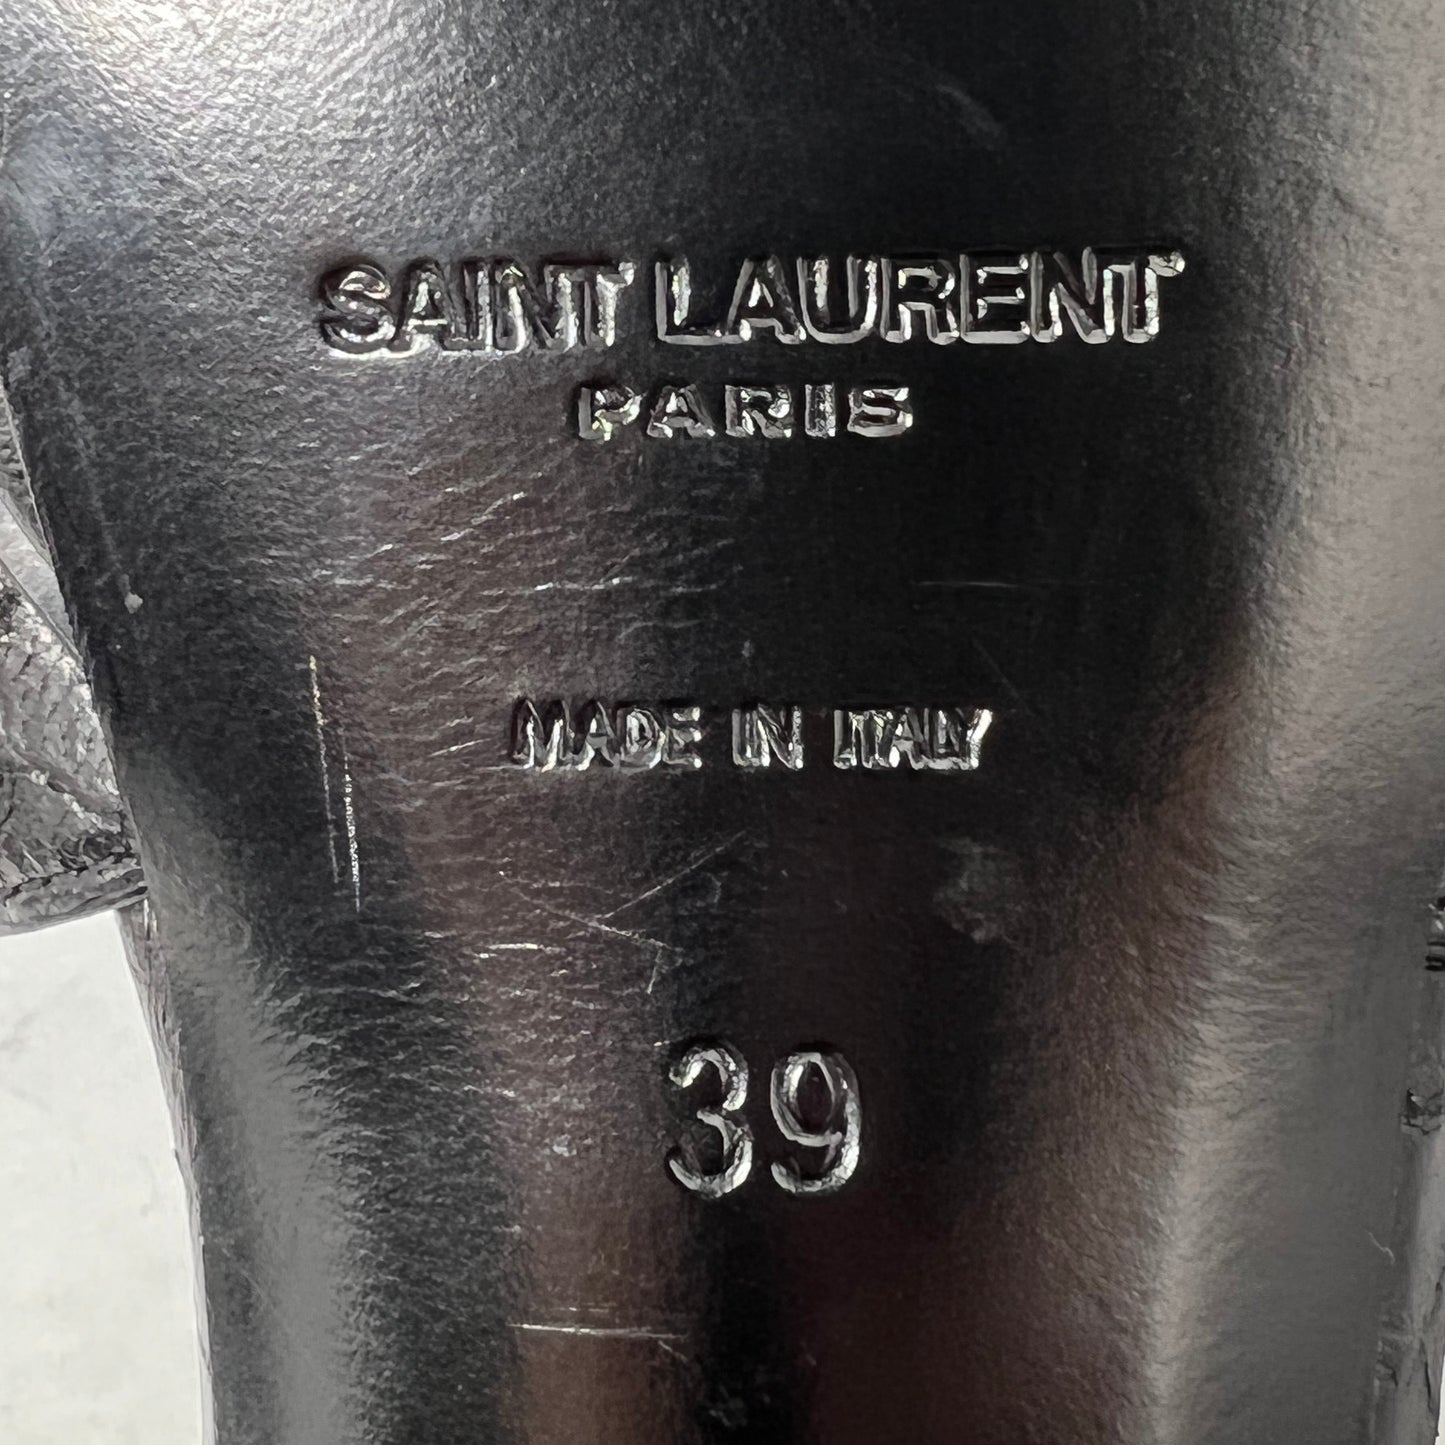 SAINT LAURENT
PARIS
MADE IN ITALY
39